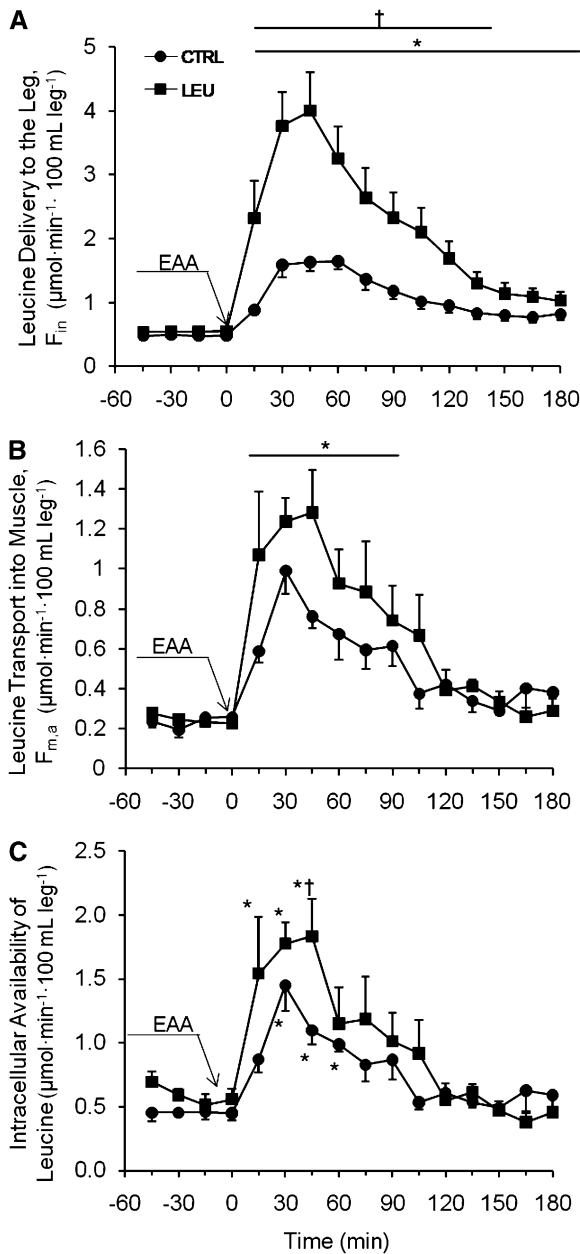 A
†
*
5
CTRL
LEU
4
3
2
1
0
EAA
Leucine Delivery to the Leg,
F_in (µmol·min⁻¹· 100 mL leg⁻¹)
-60 -30 0 30 60 90 120 150 180
B
*
1.6
1.4
1.2
1
0.8
0.6
0.4
0.2
0
EAA
Leucine Transport into Muscle,
F_m,a (µmol·min⁻¹·100 mL leg⁻¹)
-60 -30 0 30 60 90 120 150 180
C
2.5
2.0
1.5
1.0
0.5
0.0
* * *†
* * *
EAA
Intracellular Availability of
Leucine (µmol·min⁻¹·100 mL leg⁻¹)
-60 -30 0 30 60 90 120 150 180
Time (min)